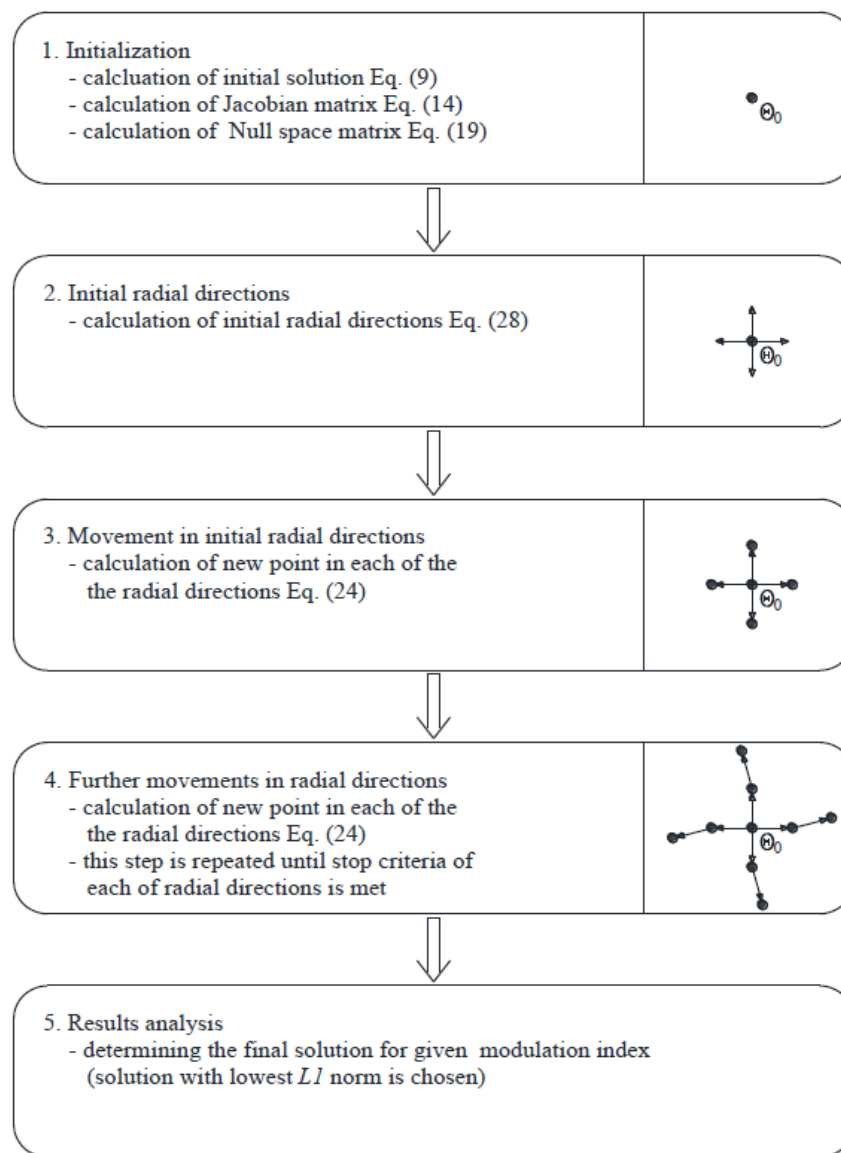 1. Initialization
- calcluation of initial solution Eq. (9)
- calculation of Jacobian matrix Eq. (14)
- calculation of Null space matrix Eq. (19)
Θ0
2. Initial radial directions
- calculation of initial radial directions Eq. (28)
Θ0
3. Movement in initial radial directions
- calculation of new point in each of the
the radial directions Eq. (24)
Θ0
4. Further movements in radial directions
- calculation of new point in each of the
the radial directions Eq. (24)
- this step is repeated until stop criteria of
each of radial directions is met
Θ0
5. Results analysis
- determining the final solution for given modulation index
(solution with lowest L1 norm is chosen)